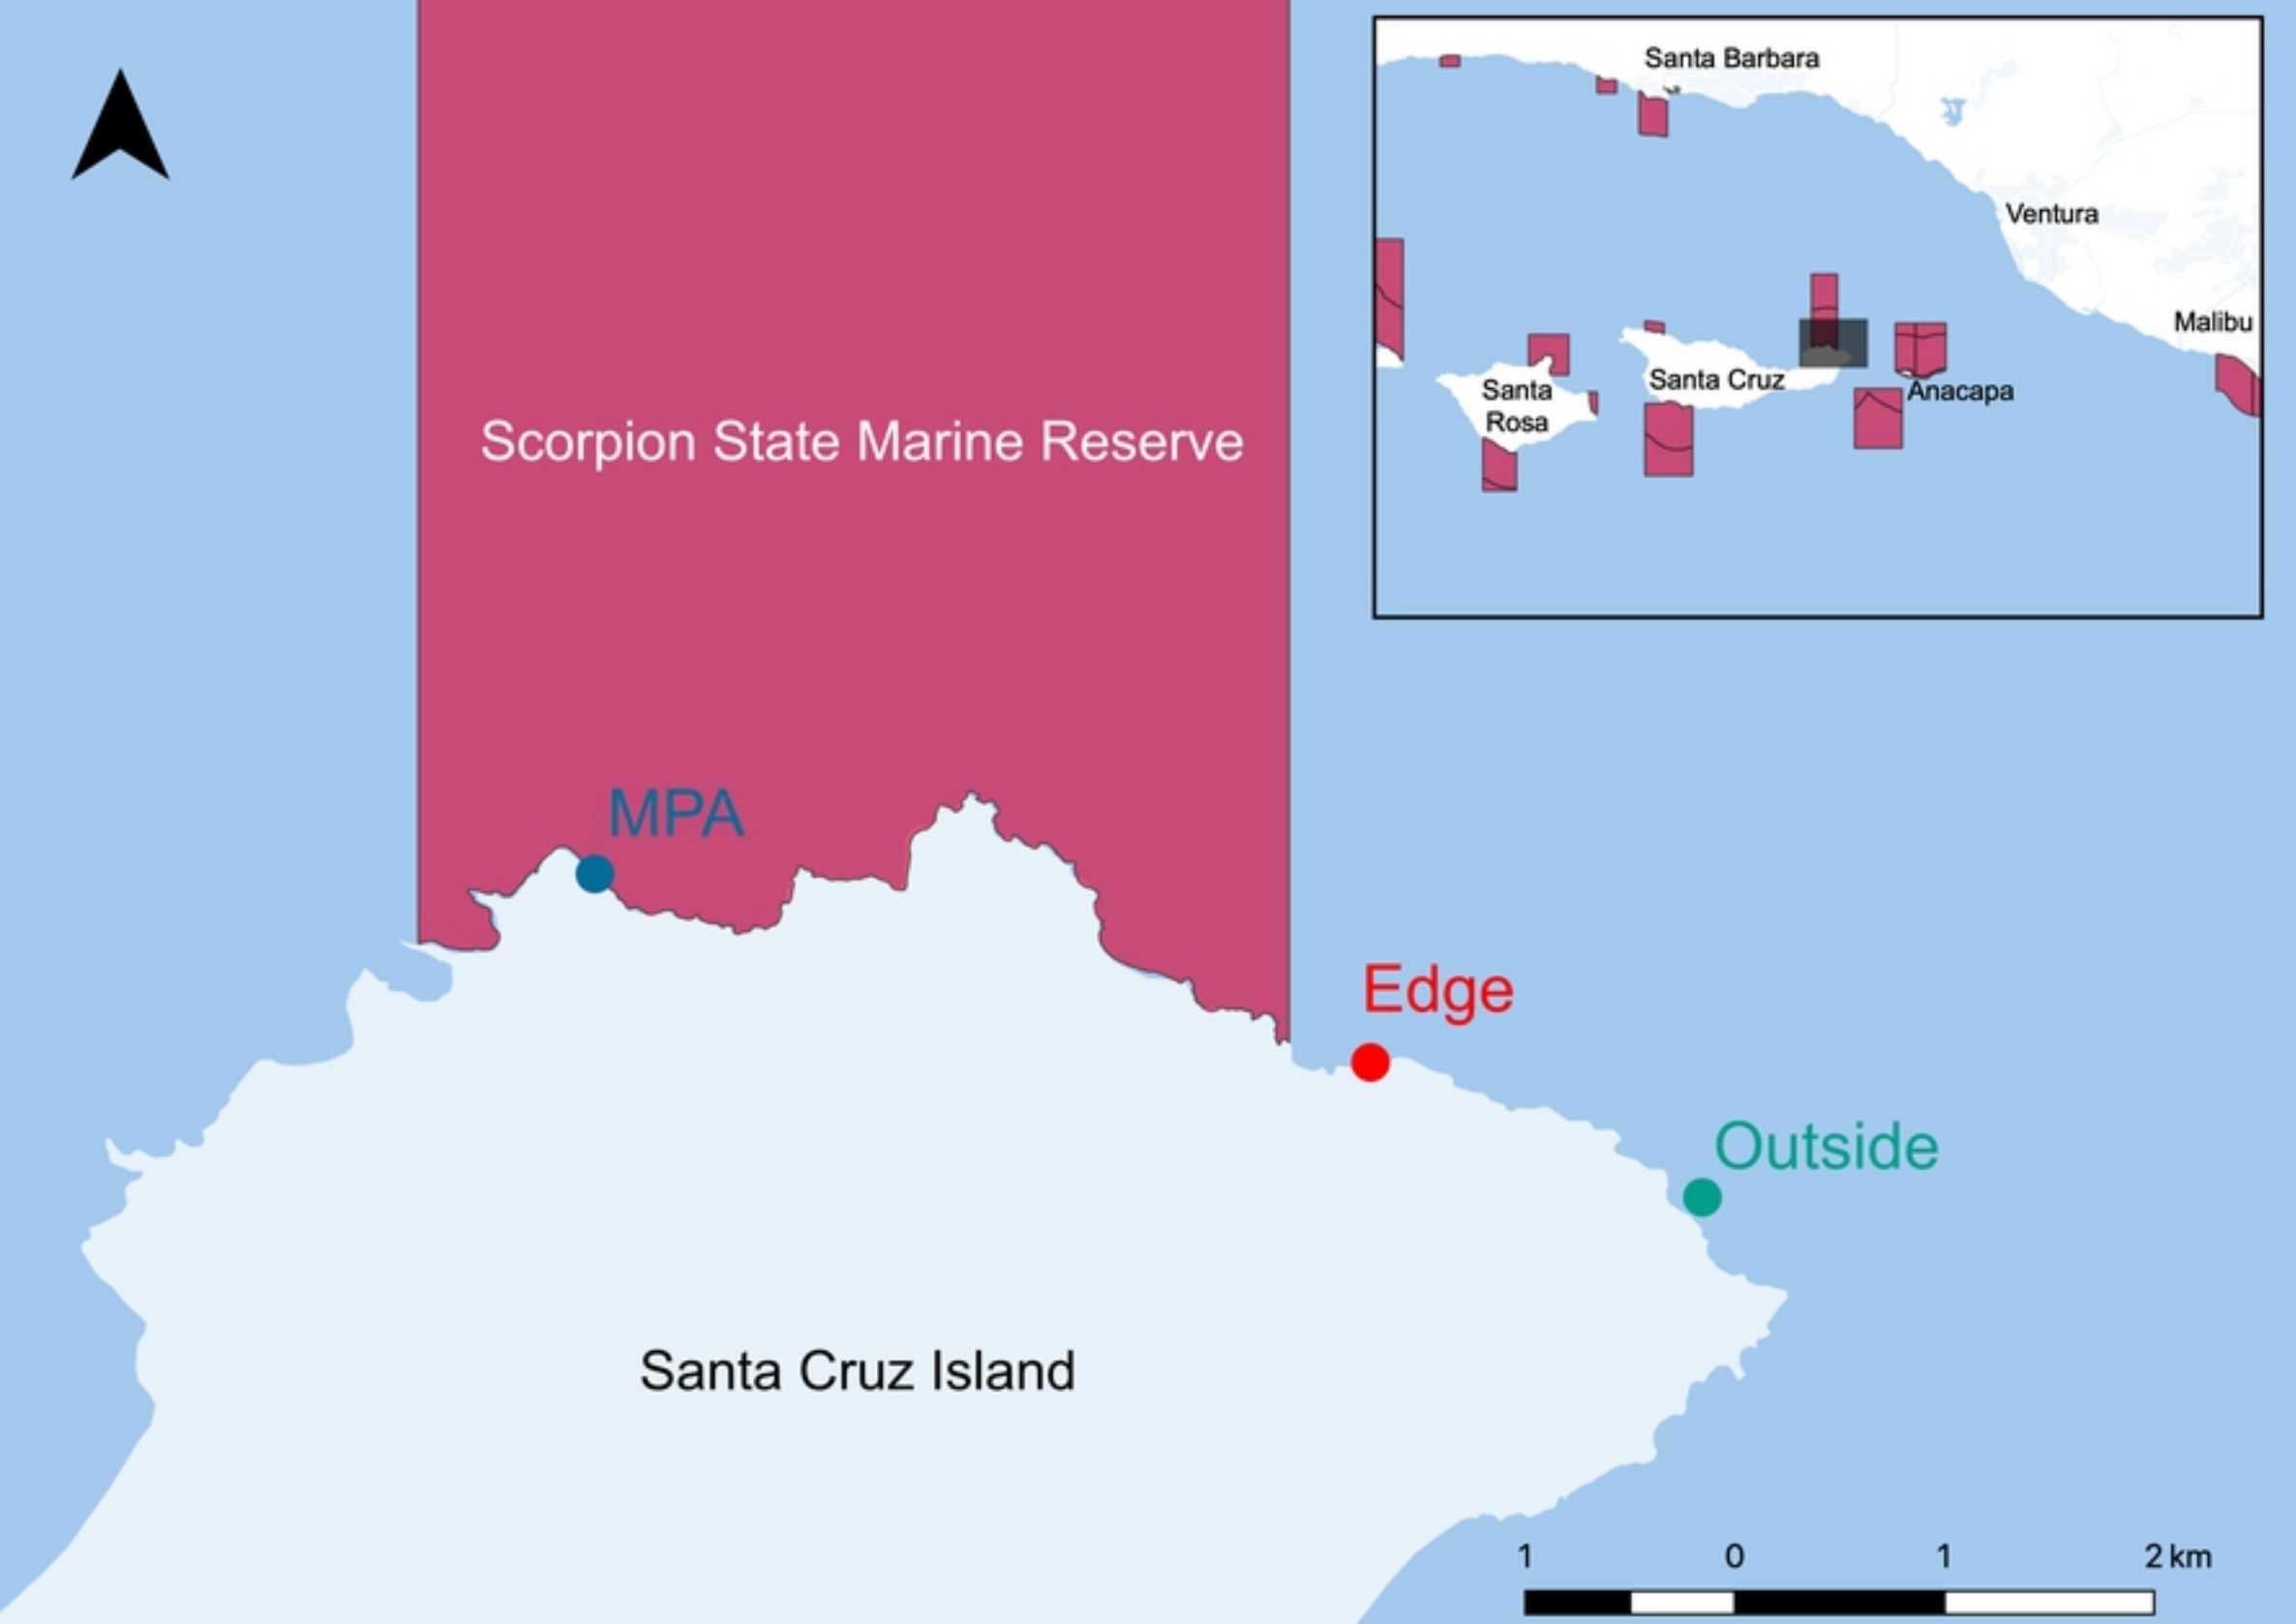 Santa Barbara
Ventura
Malibu
Santa
Rosa
Santa Cruz
Anacapa
Scorpion State Marine Reserve
MPA
Edge
Outside
Santa Cruz Island
1 0 1 2 km